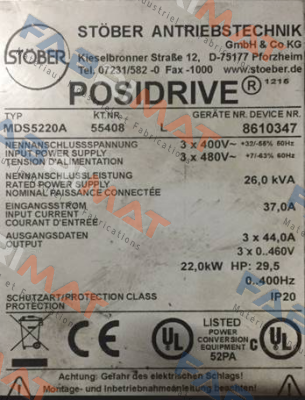 STÖBER
STÖBER ANTRIEBSTECHNIK
GmbH & Co KG
Kieselbronner Straße 12, D-75177 Pforzheim
Tel. 07231/582 -0 Fax -1000 www.stoeber.de
POSIDRIVE® 1216
TYP KT.NR. GERÄTE NR. DEVICE NR.
MDS5220A 55408 L 8610347
NENNANSCHLUSSSPANNUNG 3 x 400V~
INPUT POWER SUPPLY 3 x 480V~
TENSION D'ALIMENTATION
NENNANSCHLUSSLEISTUNG 26,0 kVA
RATED POWER SUPPLY
NOMINALE PAISSANCE CONNECTÉE
EINGANGSSTROM 37,0A
INPUT CURRENT
COURANT D'ENTRÉE
AUSGANGSDATEN 3 x 44,0A
OUTPUT 3 x 0..460V
22,0kW HP: 29,5
0..400Hz
SCHUTZART/PROTECTION CLASS IP20
PROTECTION
CE
UL
LISTED
POWER
CONVERSION
EQUIPMENT
52PA
C UL
Achtung: Gefahr des elektrischen Schlags!
Montage- und Inbetriebnahmeanleitung beachten!